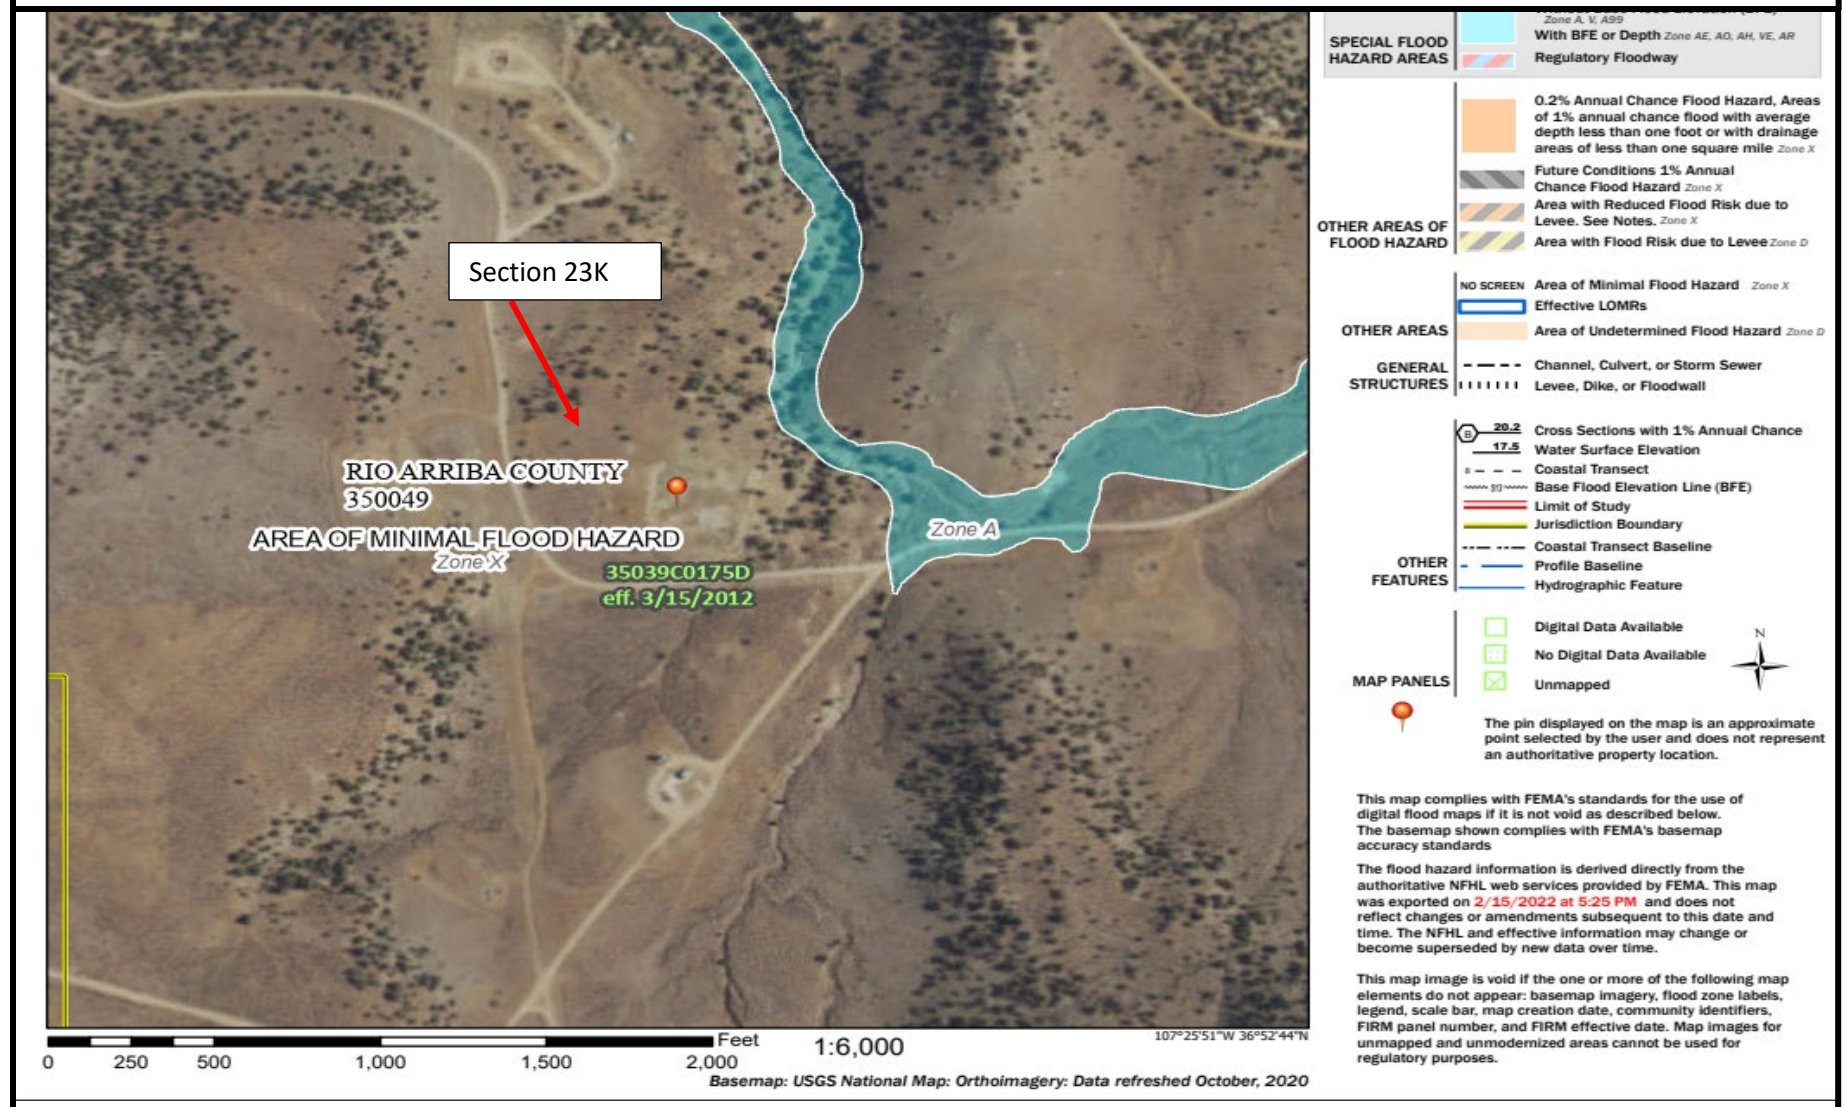 Zone A, V, A99
With BFE or Depth Zone AE, AO, AH, VE, AR
SPECIAL FLOOD
HAZARD AREAS
Regulatory Floodway
0.2% Annual Chance Flood Hazard, Areas
of 1% annual chance flood with average
depth less than one foot or with drainage
areas of less than one square mile Zone X
Future Conditions 1% Annual
Chance Flood Hazard Zone X
Area with Reduced Flood Risk due to
Levee. See Notes. Zone X
OTHER AREAS OF
FLOOD HAZARD
Area with Flood Risk due to Levee Zone D
NO SCREEN Area of Minimal Flood Hazard Zone X
Effective LOMRs
OTHER AREAS
Area of Undetermined Flood Hazard Zone D
GENERAL
STRUCTURES
Channel, Culvert, or Storm Sewer
Levee, Dike, or Floodwall
B 20.2 Cross Sections with 1% Annual Chance
17.5 Water Surface Elevation
8 Coastal Transect
513 Base Flood Elevation Line (BFE)
Limit of Study
Jurisdiction Boundary
Coastal Transect Baseline
OTHER
FEATURES
Profile Baseline
Hydrographic Feature
Digital Data Available
No Digital Data Available
N
MAP PANELS
Unmapped
The pin displayed on the map is an approximate
point selected by the user and does not represent
an authoritative property location.
This map complies with FEMA's standards for the use of
digital flood maps if it is not void as described below.
The basemap shown complies with FEMA's basemap
accuracy standards
The flood hazard information is derived directly from the
authoritative NFHL web services provided by FEMA. This map
was exported on 2/15/2022 at 5:25 PM and does not
reflect changes or amendments subsequent to this date and
time. The NFHL and effective information may change or
become superseded by new data over time.
This map image is void if the one or more of the following map
elements do not appear: basemap imagery, flood zone labels,
legend, scale bar, map creation date, community identifiers,
FIRM panel number, and FIRM effective date. Map images for
unmapped and unmodernized areas cannot be used for
regulatory purposes.
Section 23K
RIO ARRIBA COUNTY
350049
AREA OF MINIMAL FLOOD HAZARD
Zone X
Zone A
35039C0175D
eff. 3/15/2012
Feet
1:6,000
107°25'51"W 36°52'44"N
0 250 500 1,000 1,500 2,000
Basemap: USGS National Map: Orthoimagery: Data refreshed October, 2020